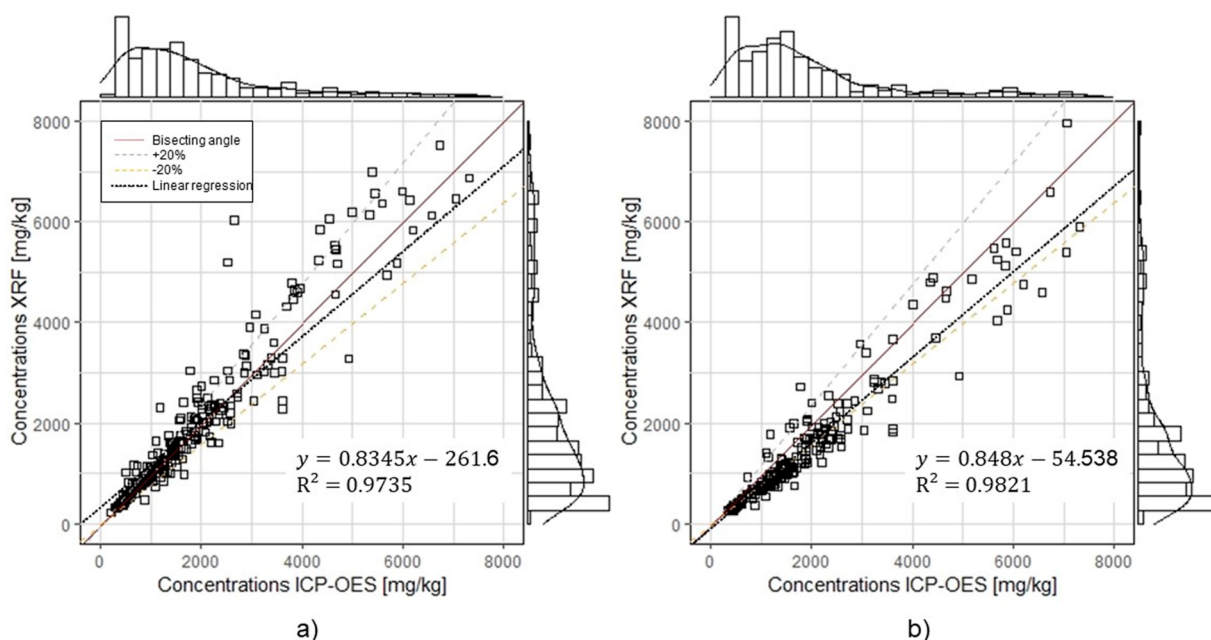 8000
6000
4000
2000
0
Concentrations XRF [mg/kg]
Bisecting angle
+20%
-20%
Linear regression
y = 0.8345x − 261.6
R² = 0.9735
0 2000 4000 6000 8000
Concentrations ICP-OES [mg/kg]
a)
8000
6000
4000
2000
0
Concentrations XRF [mg/kg]
y = 0.848x − 54.538
R² = 0.9821
0 2000 4000 6000 8000
Concentrations ICP-OES [mg/kg]
b)